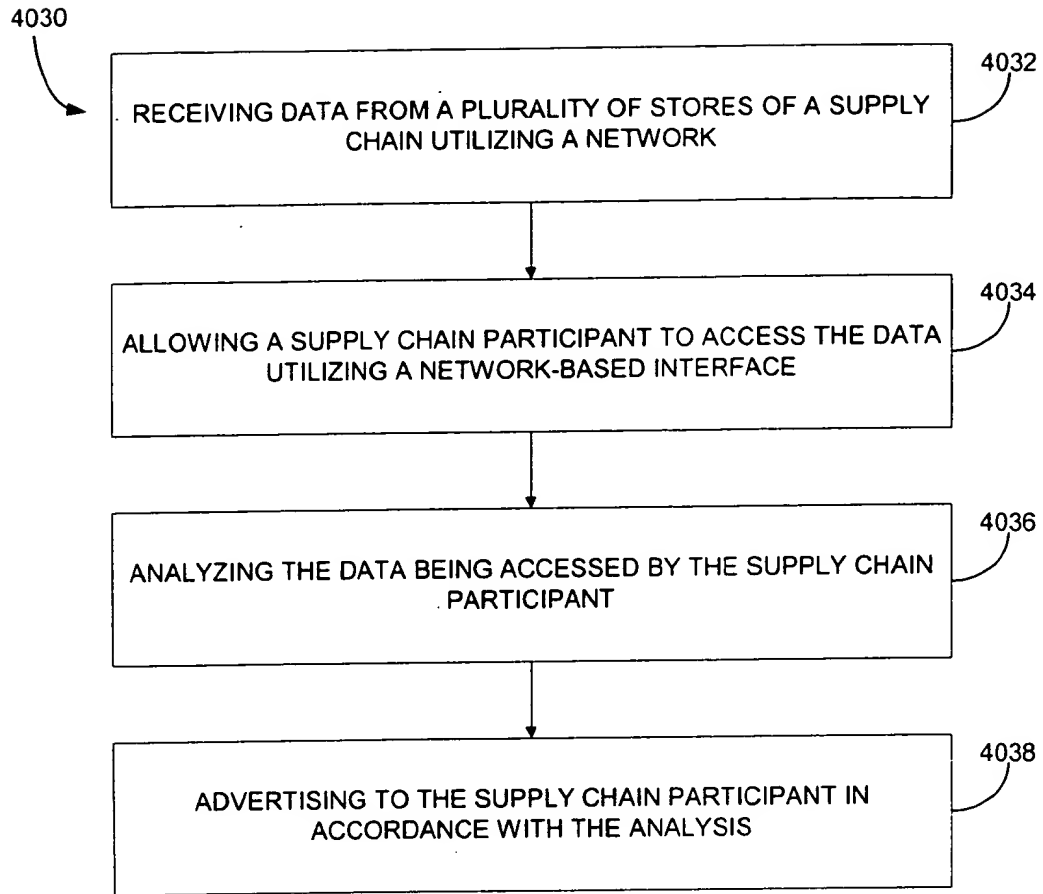 4030
4032
RECEIVING DATA FROM A PLURALITY OF STORES OF A SUPPLY
CHAIN UTILIZING A NETWORK
4034
ALLOWING A SUPPLY CHAIN PARTICIPANT TO ACCESS THE DATA
UTILIZING A NETWORK-BASED INTERFACE
4036
ANALYZING THE DATA BEING ACCESSED BY THE SUPPLY CHAIN
PARTICIPANT
4038
ADVERTISING TO THE SUPPLY CHAIN PARTICIPANT IN
ACCORDANCE WITH THE ANALYSIS